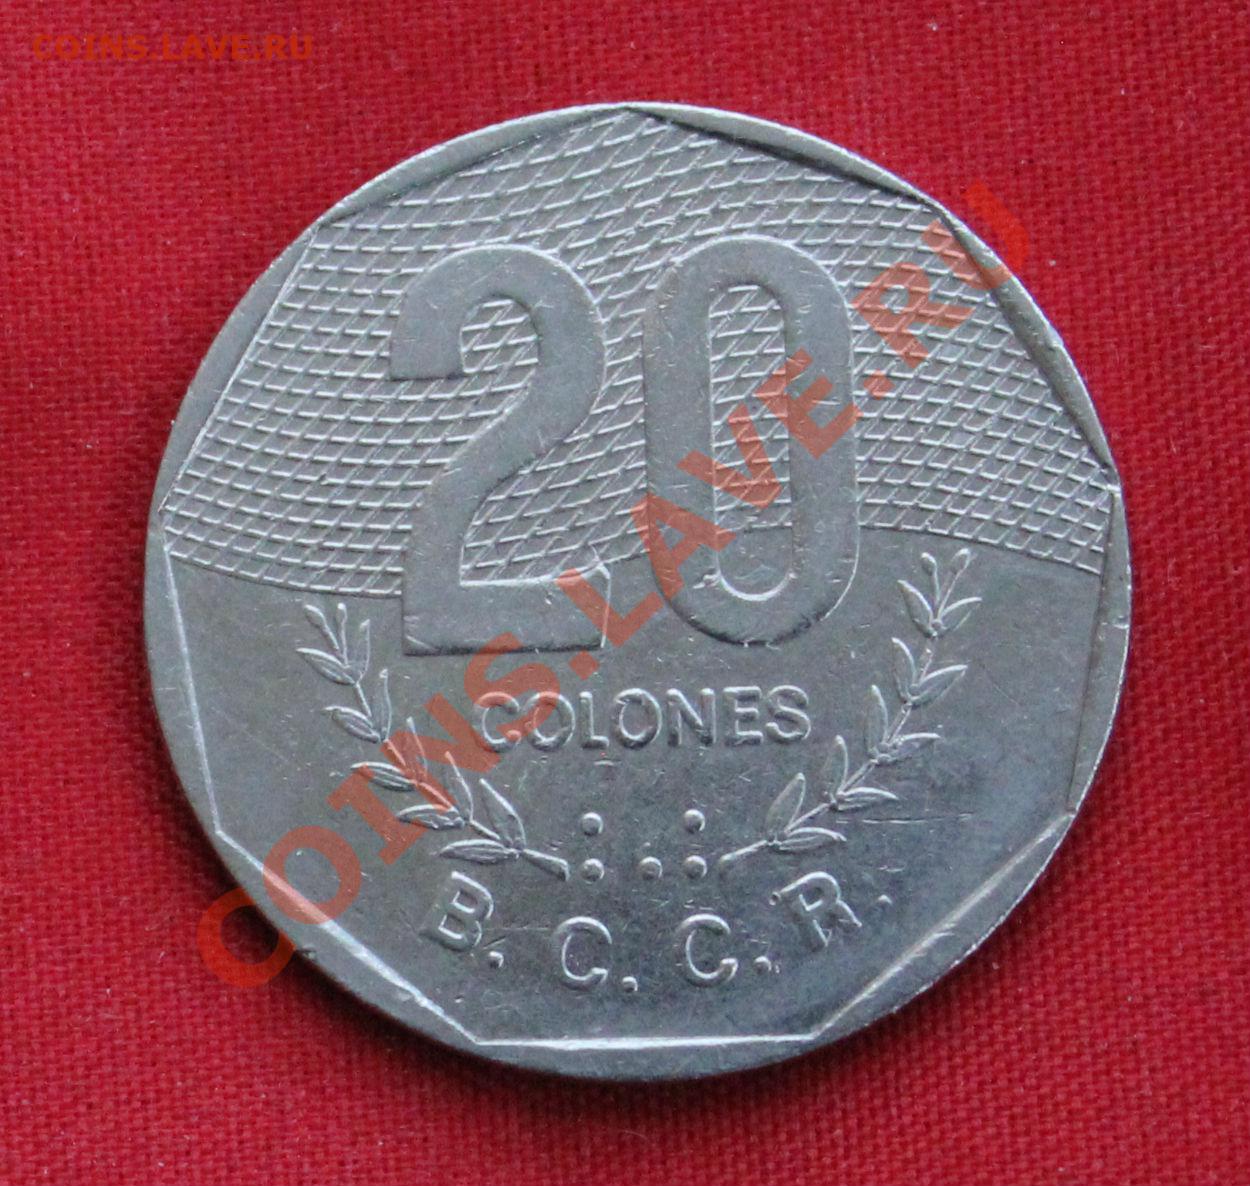 COINS.LAVE.RU
20
COLONES
B. C. C. R.
COINS.LAVE.RU